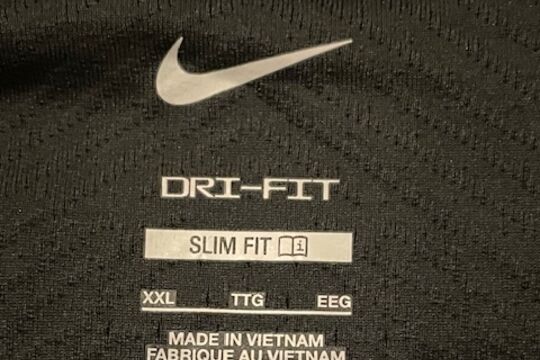 DRI-FIT
SLIM FIT
XXL TTG EEG
MADE IN VIETNAM
FABRIQUE AU VIETNAM